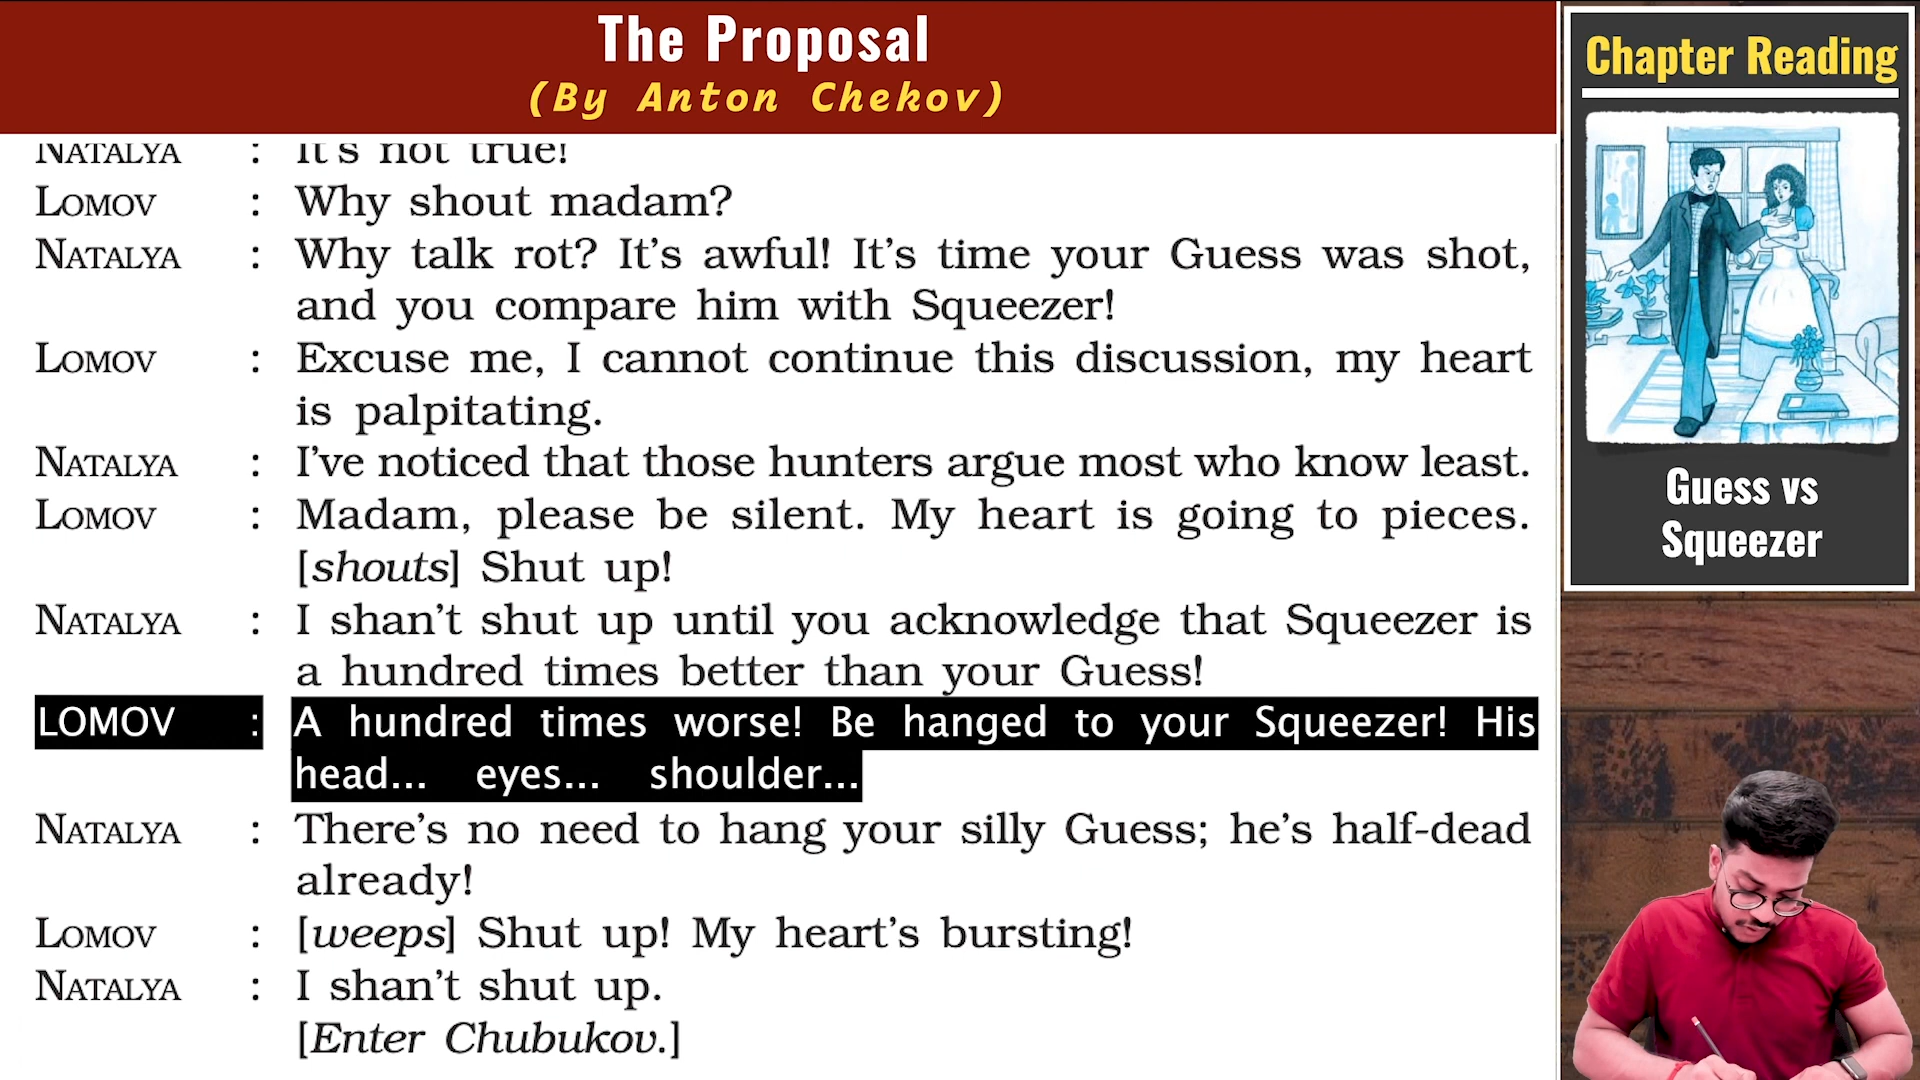 The Proposal
(By Anton Chekov)
NATALYA : It's not true!
LOMOV : Why shout madam?
NATALYA : Why talk rot? It's awful! It's time your Guess was shot,
and you compare him with Squeezer!
LOMOV : Excuse me, I cannot continue this discussion, my heart
is palpitating.
NATALYA : I've noticed that those hunters argue most who know least.
LOMOV : Madam, please be silent. My heart is going to pieces.
[shouts] Shut up!
NATALYA : I shan't shut up until you acknowledge that Squeezer is
a hundred times better than your Guess!
LOMOV : A hundred times worse! Be hanged to your Squeezer! His
head... eyes... shoulder...
NATALYA : There's no need to hang your silly Guess; he's half-dead
already!
LOMOV : [weeps] Shut up! My heart's bursting!
NATALYA : I shan't shut up.
[Enter Chubukov.]
Chapter Reading
Guess vs
Squeezer